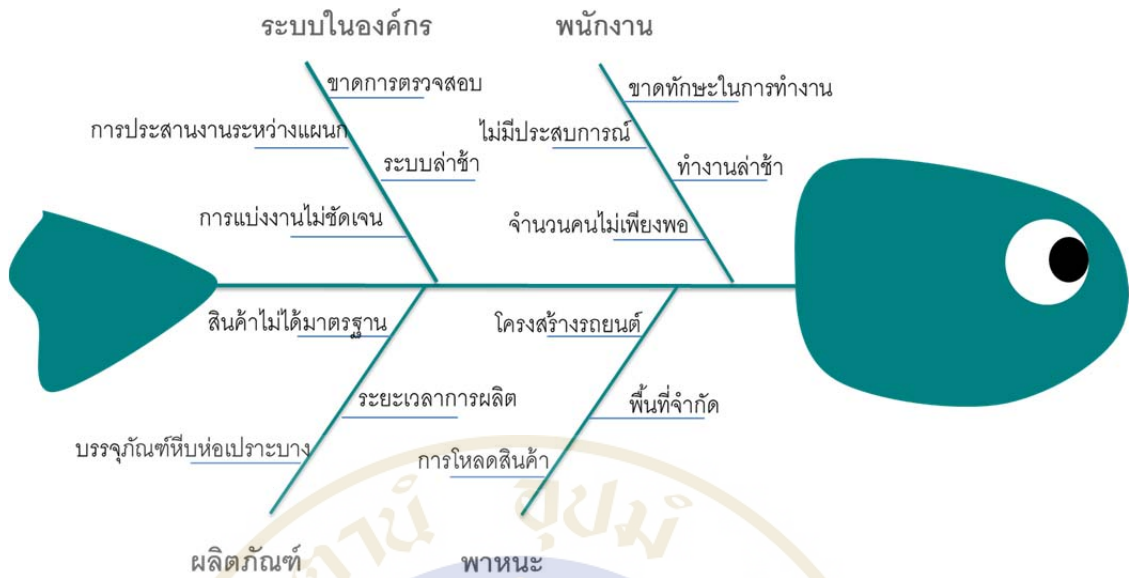 ระบบในองค์กร
พนักงาน
ขาดการตรวจสอบ
ขาดทักษะในการทำงาน
การประสานงานระหว่างแผนก
ไม่มีประสบการณ์
ระบบล่าช้า
ทำงานล่าช้า
การแบ่งงานไม่ชัดเจน
จำนวนคนไม่เพียงพอ
สินค้าไม่ได้มาตรฐาน
โครงสร้างรถยนต์
ระยะเวลาการผลิต
พื้นที่จำกัด
บรรจุภัณฑ์หีบห่อเปราะบาง
การโหลดสินค้า
ผลิตภัณฑ์
พาหนะ